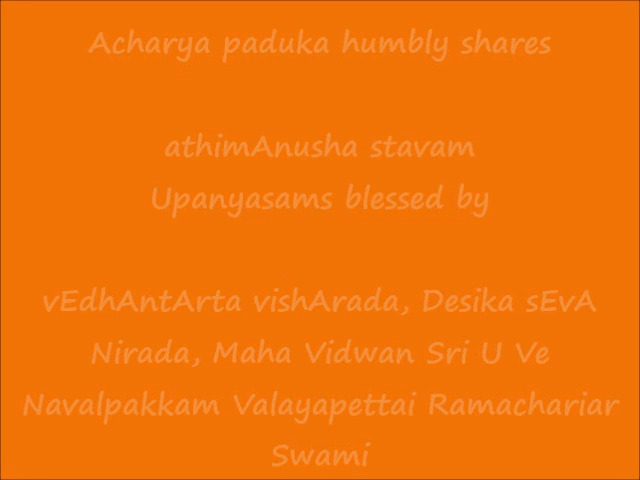 Acharya paduka humbly shares
athimAnusha stavam
Upanyasams blessed by
vEdhAntArta vishArada, Desika sEvA
Nirada, Maha Vidwan Sri U Ve
Navalpakkam Valayapettai Ramachariar
Swami